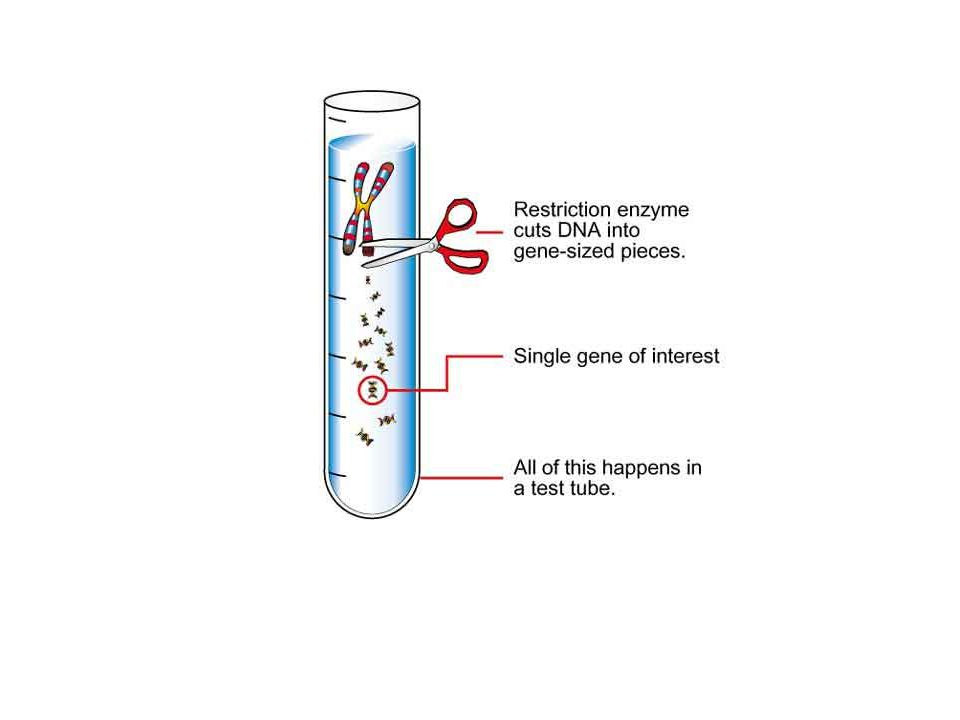 Restriction enzyme
cuts DNA into
gene-sized pieces.
Single gene of interest
All of this happens in
a test tube.